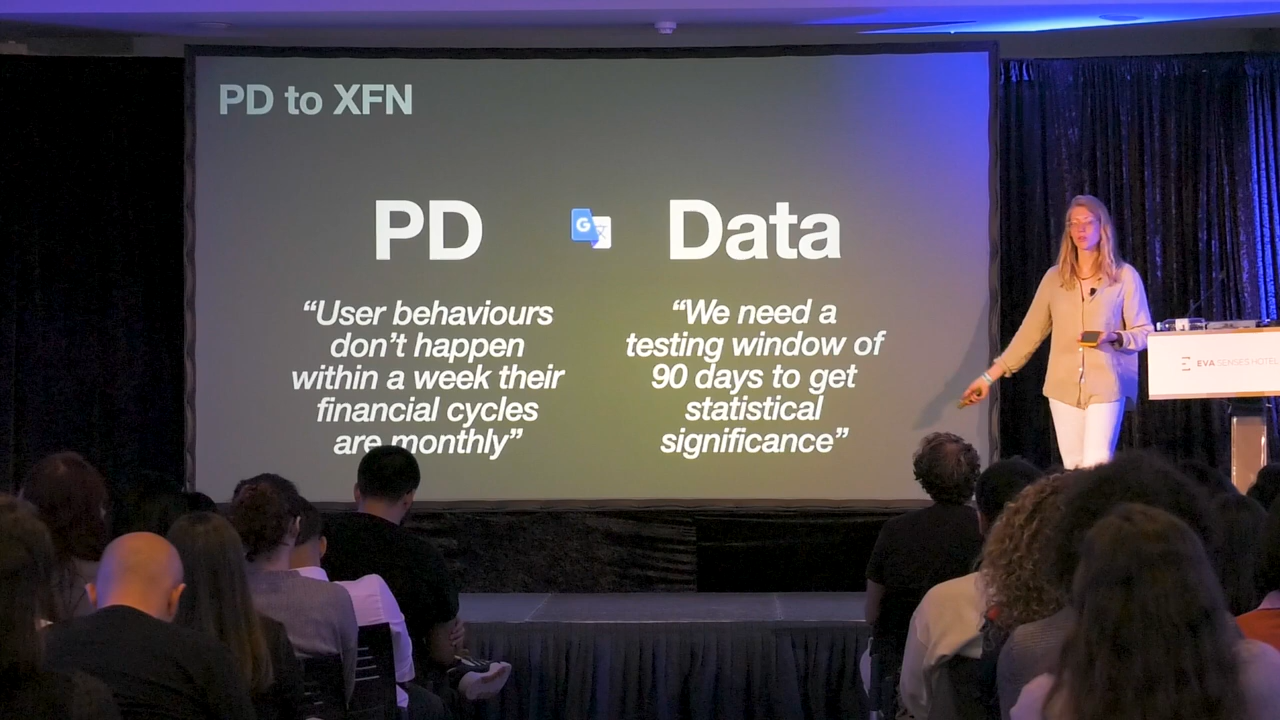 PD to XFN
PD
G
Data
“User behaviours
don’t happen
within a week their
financial cycles
are monthly”
“We need a
testing window of
90 days to get
statistical
significance”
EVA SENSES HOTEL